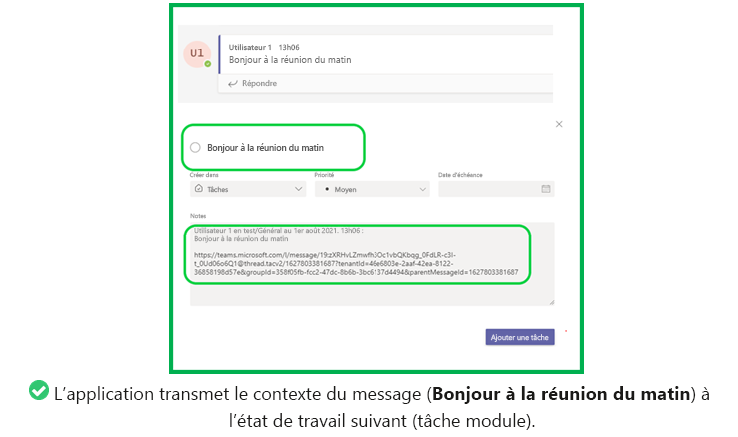 U1
Utilisateur 1 13h06
Bonjour à la réunion du matin
Répondre
Bonjour à la réunion du matin
Créer dans
Priorité
Date d'échéance
Tâches
Moyen
Notes
Utilisateur 1 en test/Général au 1er août 2021. 13h06 :
Bonjour à la réunion du matin
https://teams.microsoft.com/l/message/19:zXRHvLZmwfhJOc1vbQKbqg_0FdLR-c3I-
t_0Ud06o6Q1@thread.tacv2/1627803381687?tenantId=46e6803e-2aaf-42ea-8122-
36858198d57e&groupId=358f05fb-fcc2-47dc-8b6b-3bc6137d4494&parentMessageId=1627803381687
Ajouter une tâche
L’application transmet le contexte du message (Bonjour à la réunion du matin) à
l’état de travail suivant (tâche module).